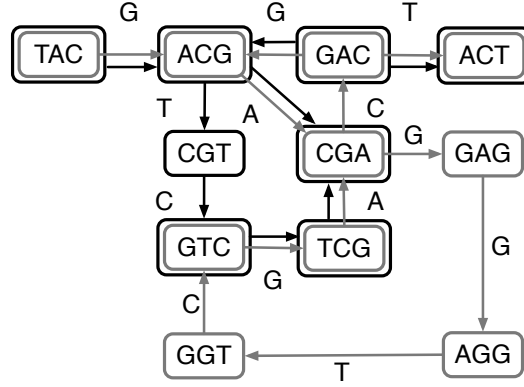 G G T
TAC ACG GAC ACT
T A C
CGT CGA G GAG
C A
GTC TCG G
G
C
GGT AGG
T